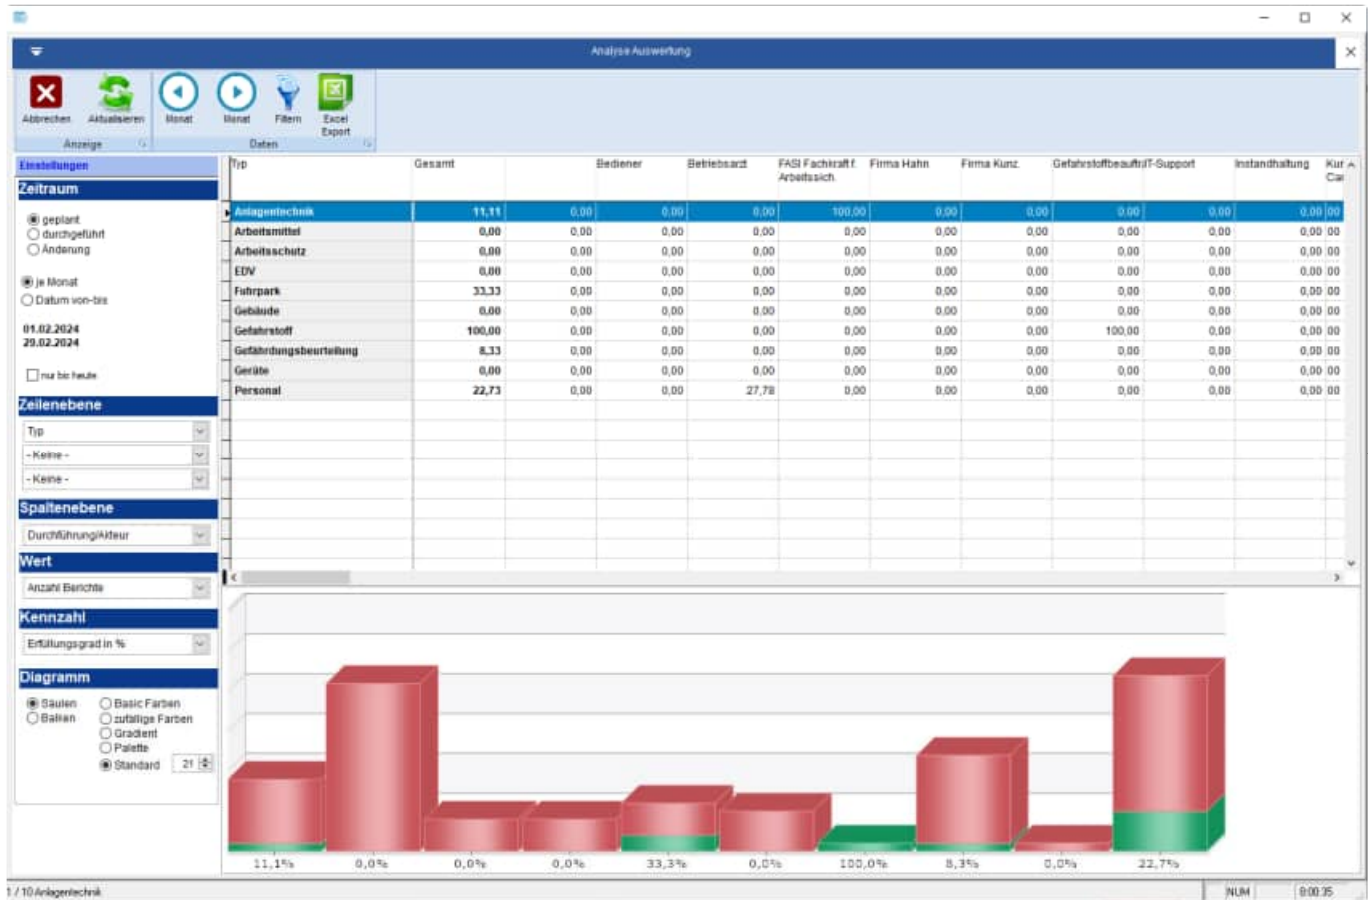 Analyse Auswertung
Abbrechen Aktualisieren Monat Monat Filtern Excel Export
Anzeige Daten
Einstellungen
Zeitraum
geplant
durchgeführt
Änderung
je Monat
Datum von-bis
01.02.2024
29.02.2024
nur bis heute
Zeilenebene
Typ
- Keine -
- Keine -
Spaltenebene
Durchführung/Akteur
Wert
Anzahl Berichte
Kennzahl
Erfüllungsgrad in %
Diagramm
Säulen Basic Farben
Balken zufällige Farben
Gradient
Palette
Standard 21
Typ Gesamt Bediener Betriebsarzt FASI Fachkraft f. Firma Hahn Firma Kunz. Gefahrstoffbeauftr IT-Support Instandhaltung Kur
Arbeitssich. Car
Anlagentechnik 11,11 0,00 0,00 0,00 100,00 0,00 0,00 0,00 0,00 0,00 00
Arbeitsmittel 0,00 0,00 0,00 0,00 0,00 0,00 0,00 0,00 0,00 0,00 00
Arbeitsschutz 0,00 0,00 0,00 0,00 0,00 0,00 0,00 0,00 0,00 0,00 00
EDV 0,00 0,00 0,00 0,00 0,00 0,00 0,00 0,00 0,00 0,00 00
Fuhrpark 33,33 0,00 0,00 0,00 0,00 0,00 0,00 0,00 0,00 0,00 00
Gebäude 0,00 0,00 0,00 0,00 0,00 0,00 0,00 0,00 0,00 0,00 00
Gefahrstoff 100,00 0,00 0,00 0,00 0,00 0,00 0,00 100,00 0,00 0,00 00
Gefährdungsbeurteilung 8,33 0,00 0,00 0,00 0,00 0,00 0,00 0,00 0,00 0,00 00
Geräte 0,00 0,00 0,00 0,00 0,00 0,00 0,00 0,00 0,00 0,00 00
Personal 22,73 0,00 0,00 27,78 0,00 0,00 0,00 0,00 0,00 0,00 00
11,1% 0,0% 0,0% 0,0% 33,3% 0,0% 100,0% 8,3% 0,0% 22,7%
1 / 10 Anlagentechnik NUM 0:00:35